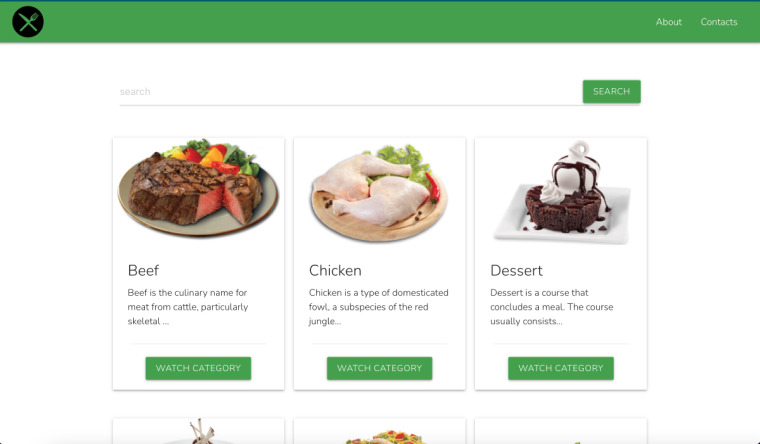 About Contacts
search SEARCH
Beef
Beef is the culinary name for
meat from cattle, particularly
skeletal ...
WATCH CATEGORY
Chicken
Chicken is a type of domesticated
fowl, a subspecies of the red
jungle...
WATCH CATEGORY
Dessert
Dessert is a course that
concludes a meal. The course
usually consists...
WATCH CATEGORY